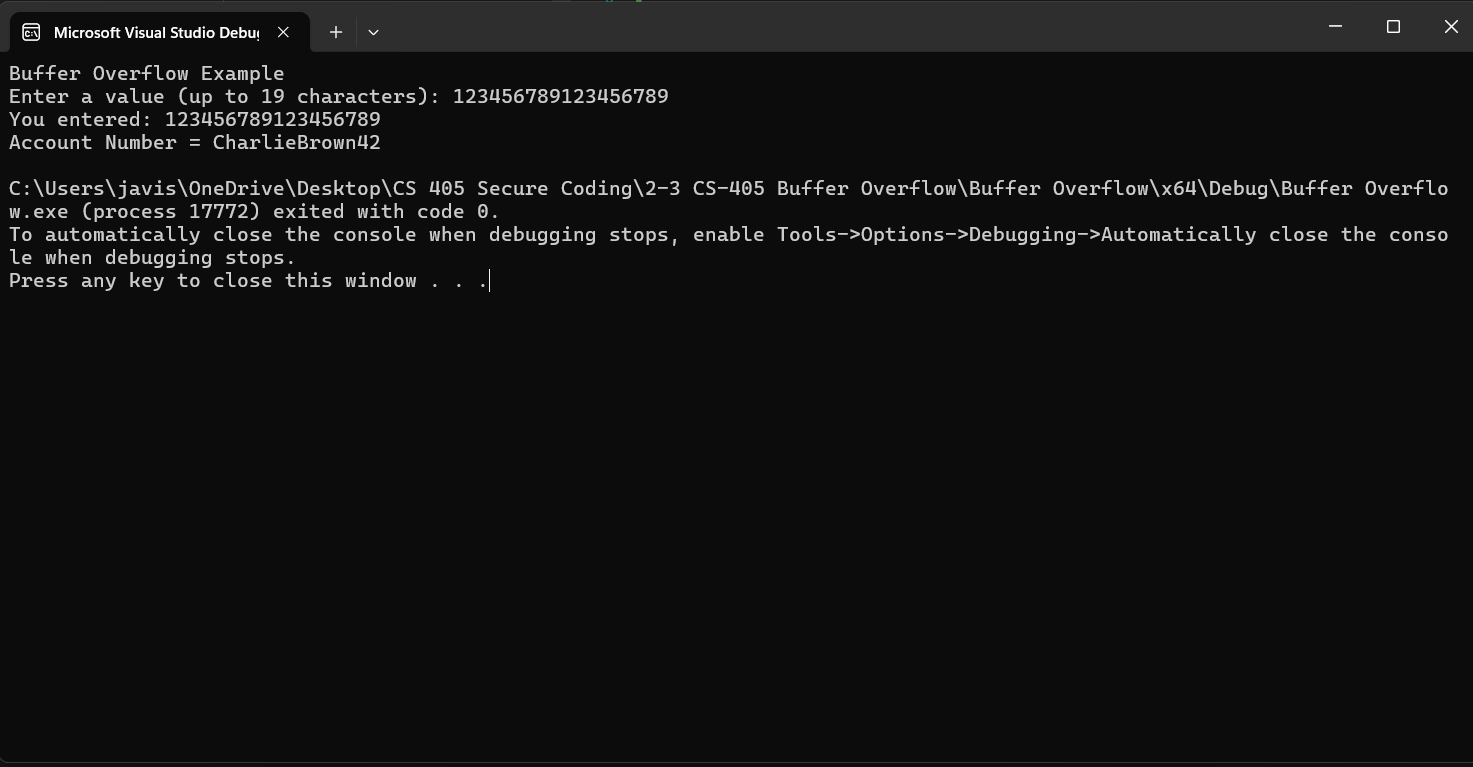 Microsoft Visual Studio Debug
Buffer Overflow Example
Enter a value (up to 19 characters): 123456789123456789
You entered: 123456789123456789
Account Number = CharlieBrown42
C:\Users\javis\OneDrive\Desktop\CS 405 Secure Coding\2-3 CS-405 Buffer Overflow\Buffer Overflow\x64\Debug\Buffer Overflo
w.exe (process 17772) exited with code 0.
To automatically close the console when debugging stops, enable Tools->Options->Debugging->Automatically close the conso
le when debugging stops.
Press any key to close this window . . .